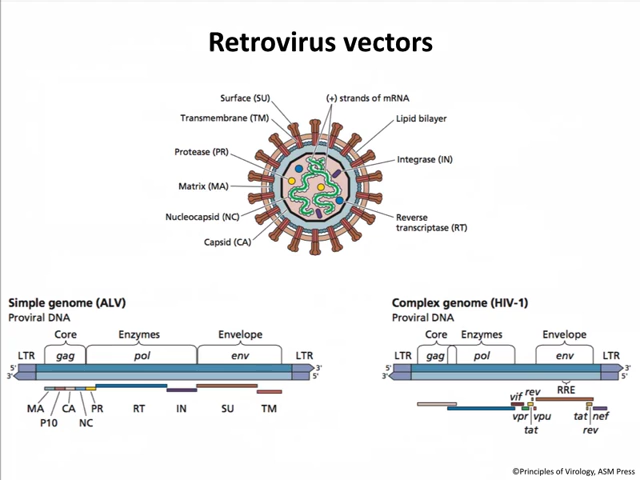 Retrovirus vectors
Surface (SU)
(+) strands of mRNA
Transmembrane (TM)
Lipid bilayer
Protease (PR)
Integrase (IN)
Matrix (MA)
Nucleocapsid (NC)
Reverse
transcriptase (RT)
Capsid (CA)
Simple genome (ALV)
Proviral DNA
Core Enzymes Envelope
LTR gag pol env LTR
5' 3'
3' 5'
MA CA PR RT IN SU TM
P10 NC
Complex genome (HIV-1)
Proviral DNA
Core Enzymes Envelope
LTR gag pol env LTR
5' 3'
3' 5'
RRE
vif rev
vpr vpu tat nef
tat rev
©Principles of Virology, ASM Press